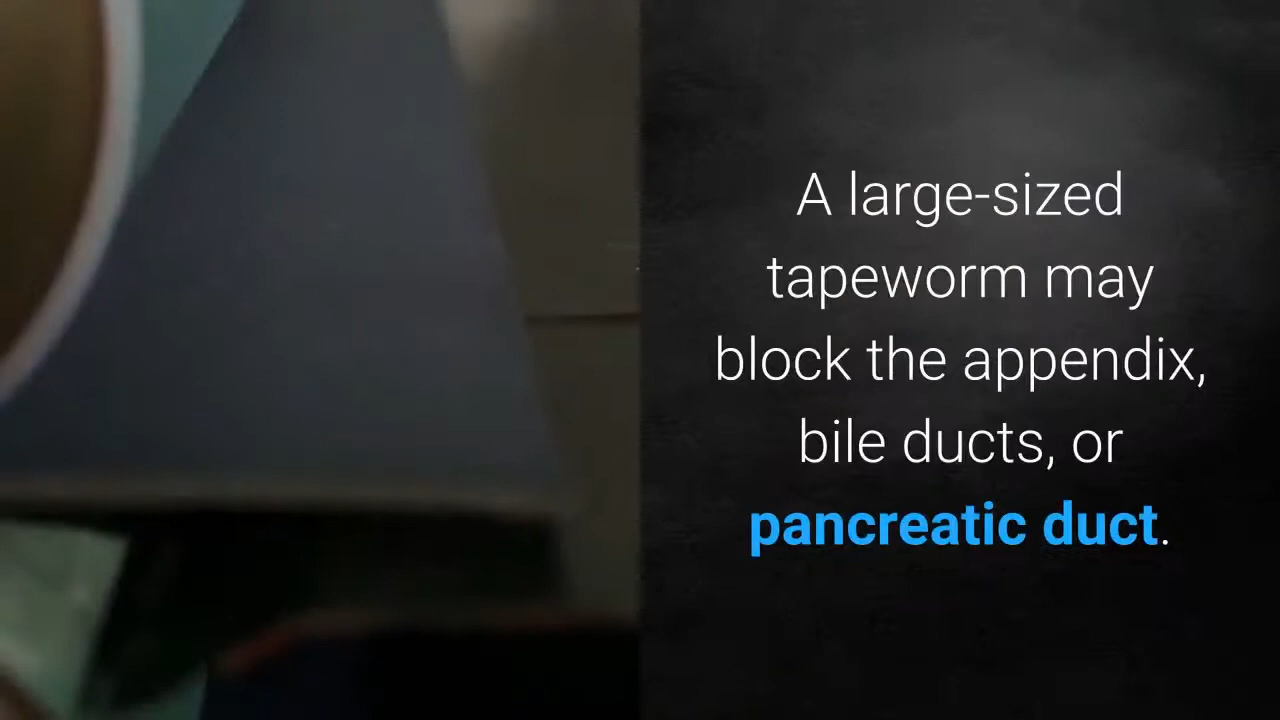 A large-sized
tapeworm may
block the appendix,
bile ducts, or
pancreatic duct.